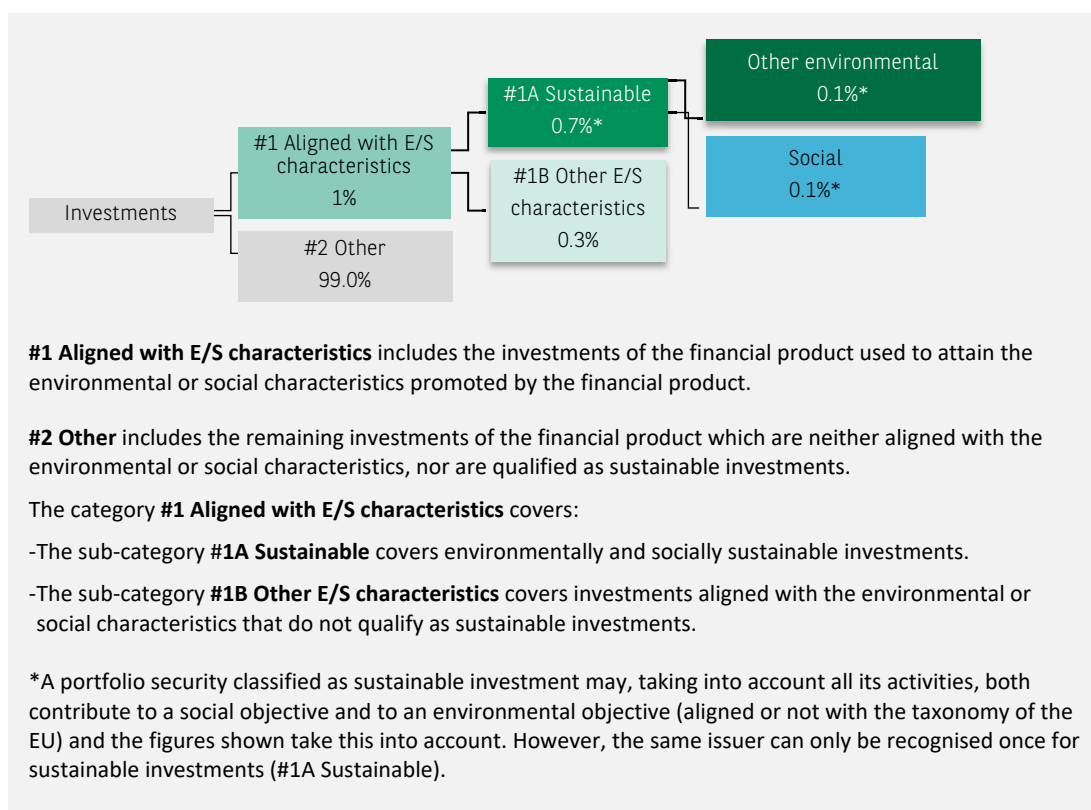 Investments
#1 Aligned with E/S
characteristics
1%
#2 Other
99.0%
#1A Sustainable
0.7%*
#1B Other E/S
characteristics
0.3%
Other environmental
0.1%*
Social
0.1%*
#1 Aligned with E/S characteristics includes the investments of the financial product used to attain the
environmental or social characteristics promoted by the financial product.
#2 Other includes the remaining investments of the financial product which are neither aligned with the
environmental or social characteristics, nor are qualified as sustainable investments.
The category #1 Aligned with E/S characteristics covers:
-The sub-category #1A Sustainable covers environmentally and socially sustainable investments.
-The sub-category #1B Other E/S characteristics covers investments aligned with the environmental or
social characteristics that do not qualify as sustainable investments.
*A portfolio security classified as sustainable investment may, taking into account all its activities, both
contribute to a social objective and to an environmental objective (aligned or not with the taxonomy of the
EU) and the figures shown take this into account. However, the same issuer can only be recognised once for
sustainable investments (#1A Sustainable).